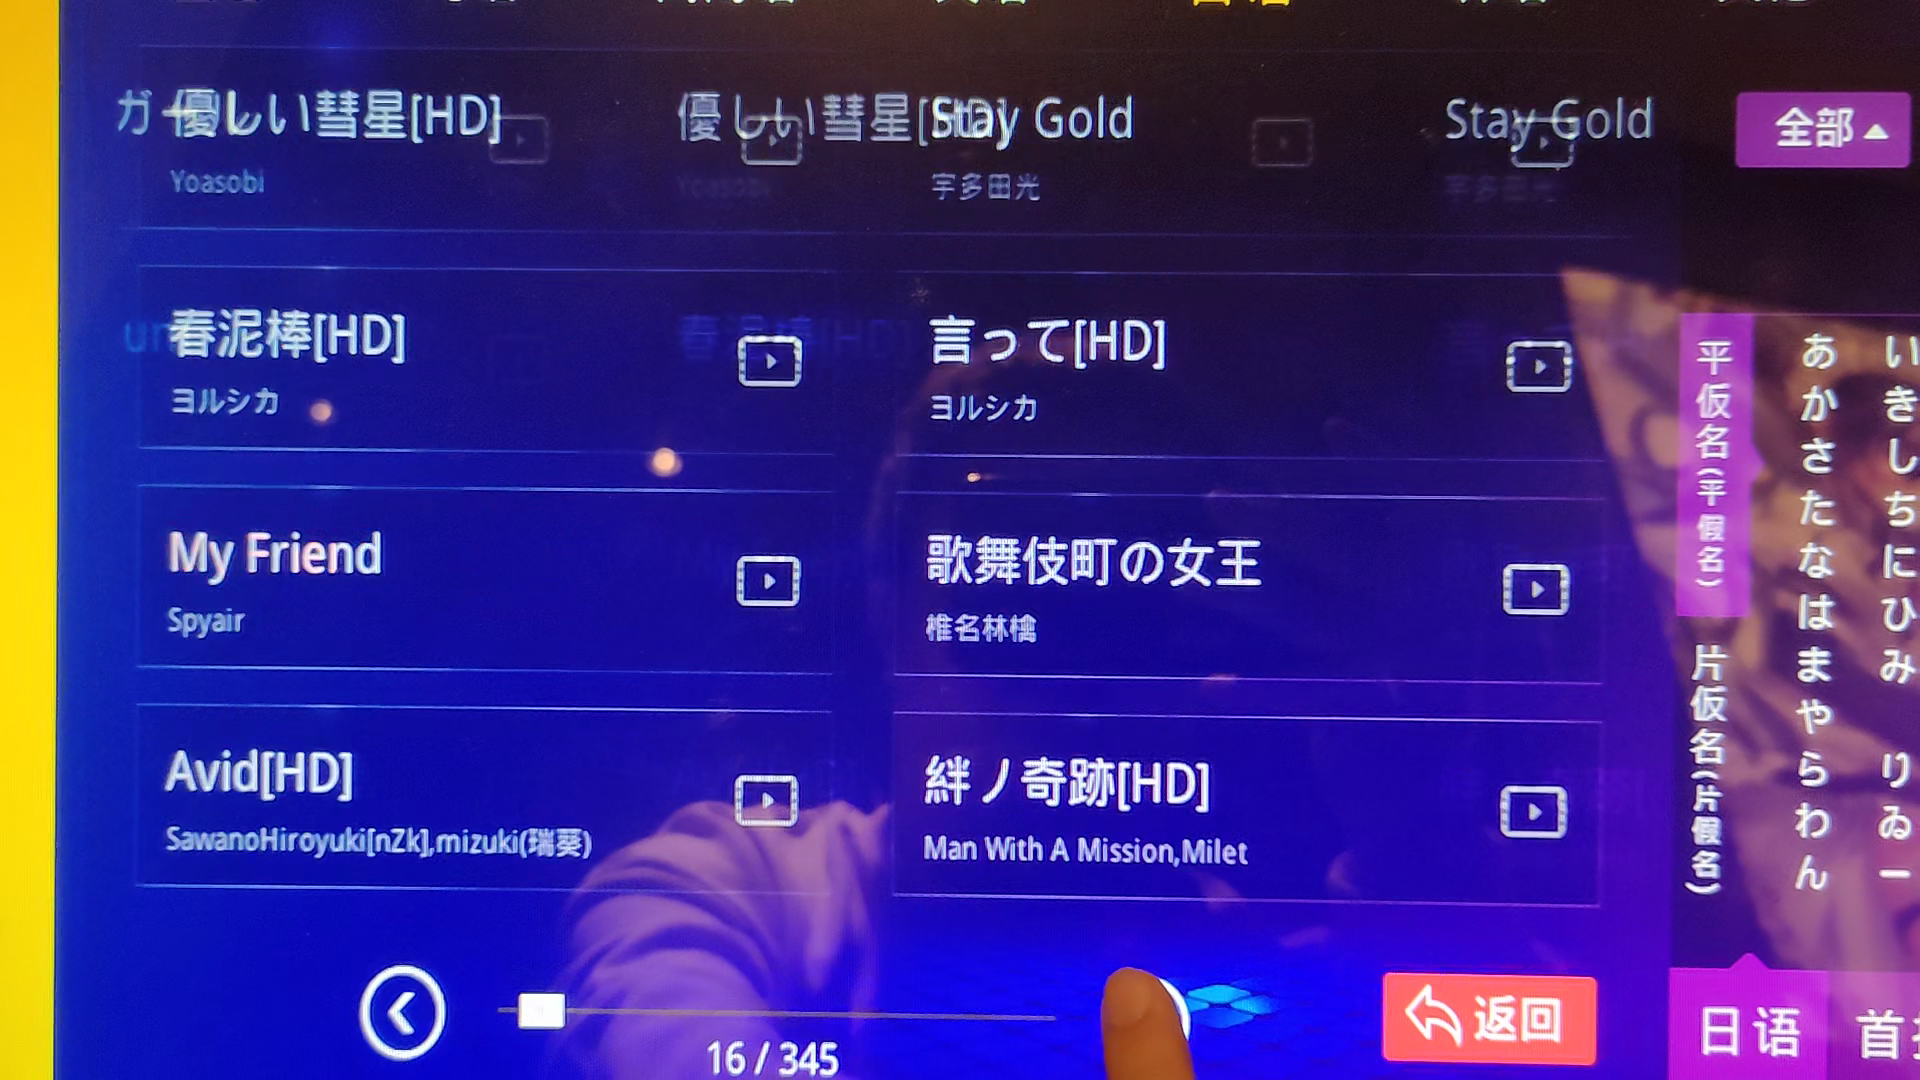 優しい彗星[HD]
Yoasobi
Stay Gold
宇多田光
全部
春泥棒[HD]
ヨルシカ
言って[HD]
ヨルシカ
My Friend
Spyair
歌舞伎町の女王
椎名林檎
Avid[HD]
SawanoHiroyuki[nZk],mizuki(瑞葵)
絆ノ奇跡[HD]
Man With A Mission,Milet
16 / 345
返回
平仮名(平假名)
片仮名(片假名)
あかさたなはまやらわん
いきしちにひみ りゐー
日语
首